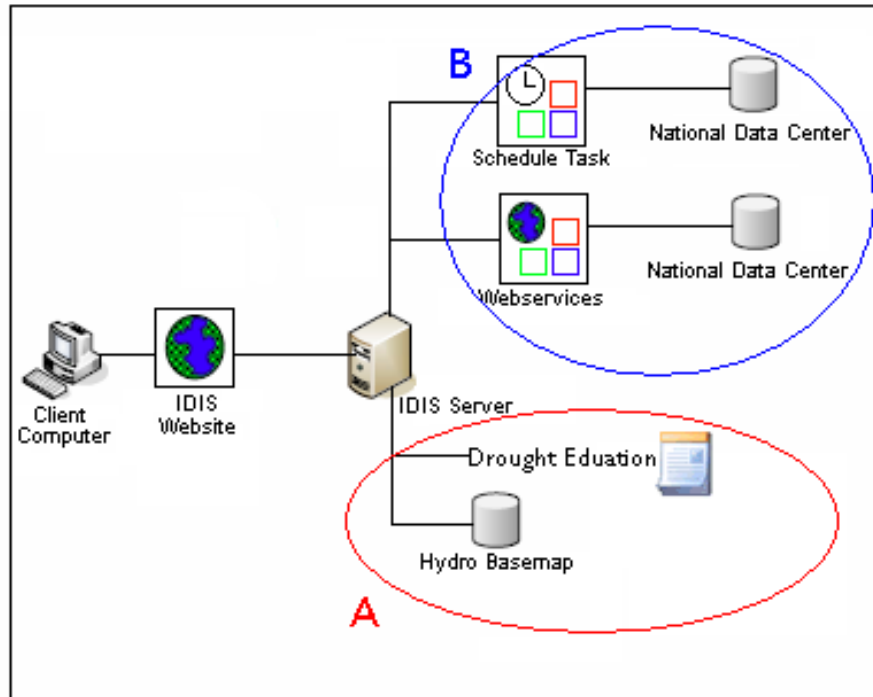 B
Schedule Task
National Data Center
Webservices
National Data Center
Client
Computer
IDIS
Website
IDIS Server
Drought Eduation
Hydro Basemap
A